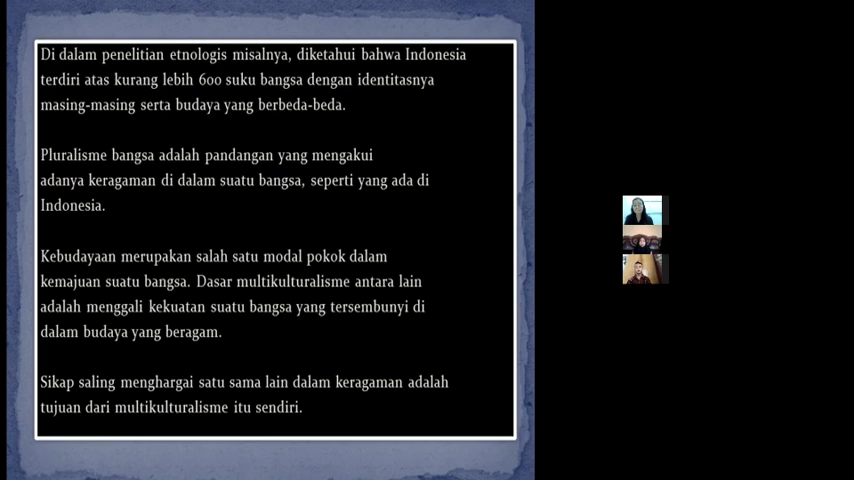 Di dalam penelitian etnologis misalnya, diketahui bahwa Indonesia
terdiri atas kurang lebih 600 suku bangsa dengan identitasnya
masing-masing serta budaya yang berbeda-beda.
Pluralisme bangsa adalah pandangan yang mengakui
adanya keragaman di dalam suatu bangsa, seperti yang ada di
Indonesia.
Kebudayaan merupakan salah satu modal pokok dalam
kemajuan suatu bangsa. Dasar multikulturalisme antara lain
adalah menggali kekuatan suatu bangsa yang tersembunyi di
dalam budaya yang beragam.
Sikap saling menghargai satu sama lain dalam keragaman adalah
tujuan dari multikulturalisme itu sendiri.